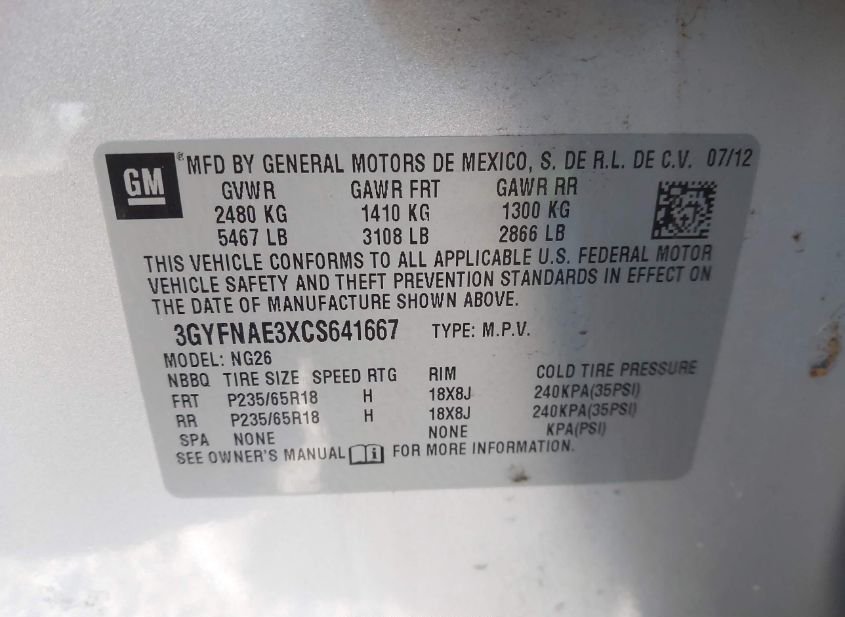 GM ® MFD BY GENERAL MOTORS DE MEXICO, S. DE R.L. DE C.V. 07/12
GVWR GAWR FRT GAWR RR
2480 KG 1410 KG 1300 KG
5467 LB 3108 LB 2866 LB
THIS VEHICLE CONFORMS TO ALL APPLICABLE U.S. FEDERAL MOTOR
VEHICLE SAFETY AND THEFT PREVENTION STANDARDS IN EFFECT ON
THE DATE OF MANUFACTURE SHOWN ABOVE.
3GYFNAE3XCS641667 TYPE: M.P.V.
MODEL: NG26
NBBQ TIRE SIZE SPEED RTG RIM COLD TIRE PRESSURE
FRT P235/65R18 H 18X8J 240KPA(35PSI)
RR P235/65R18 H 18X8J 240KPA(35PSI)
SPA NONE NONE KPA(PSI)
SEE OWNER'S MANUAL i FOR MORE INFORMATION.